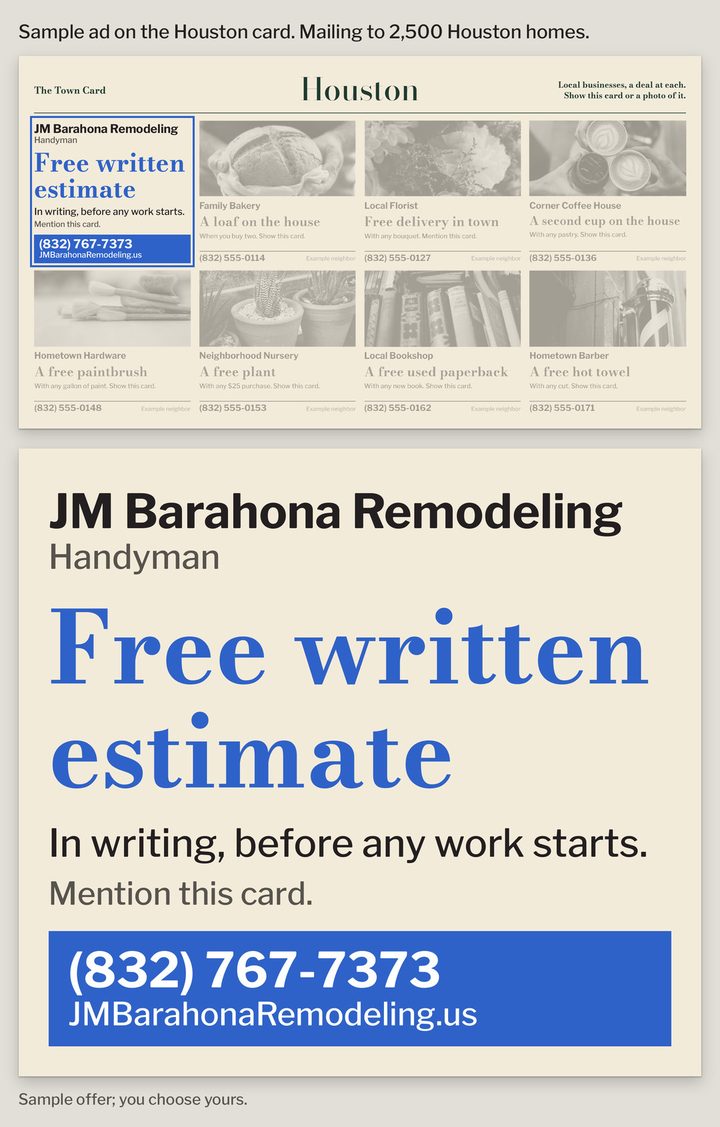 Sample ad on the Houston card. Mailing to 2,500 Houston homes.
The Town Card
Houston
Local businesses, a deal at each.
Show this card or a photo of it.
JM Barahona Remodeling
Handyman
Free written
estimate
In writing, before any work starts.
Mention this card.
(832) 767-7373
JMBarahonaRemodeling.us
Family Bakery
A loaf on the house
When you buy two. Show this card.
(832) 555-0114
Example neighbor
Local Florist
Free delivery in town
With any bouquet. Mention this card.
(832) 555-0127
Example neighbor
Corner Coffee House
A second cup on the house
With any pastry. Show this card.
(832) 555-0136
Example neighbor
Hometown Hardware
A free paintbrush
With any gallon of paint. Show this card.
(832) 555-0148
Example neighbor
Neighborhood Nursery
A free plant
With any $25 purchase. Show this card.
(832) 555-0153
Example neighbor
Local Bookshop
A free used paperback
With any new book. Show this card.
(832) 555-0162
Example neighbor
Hometown Barber
A free hot towel
With any cut. Show this card.
(832) 555-0171
Example neighbor
JM Barahona Remodeling
Handyman
Free written
estimate
In writing, before any work starts.
Mention this card.
(832) 767-7373
JMBarahonaRemodeling.us
Sample offer; you choose yours.